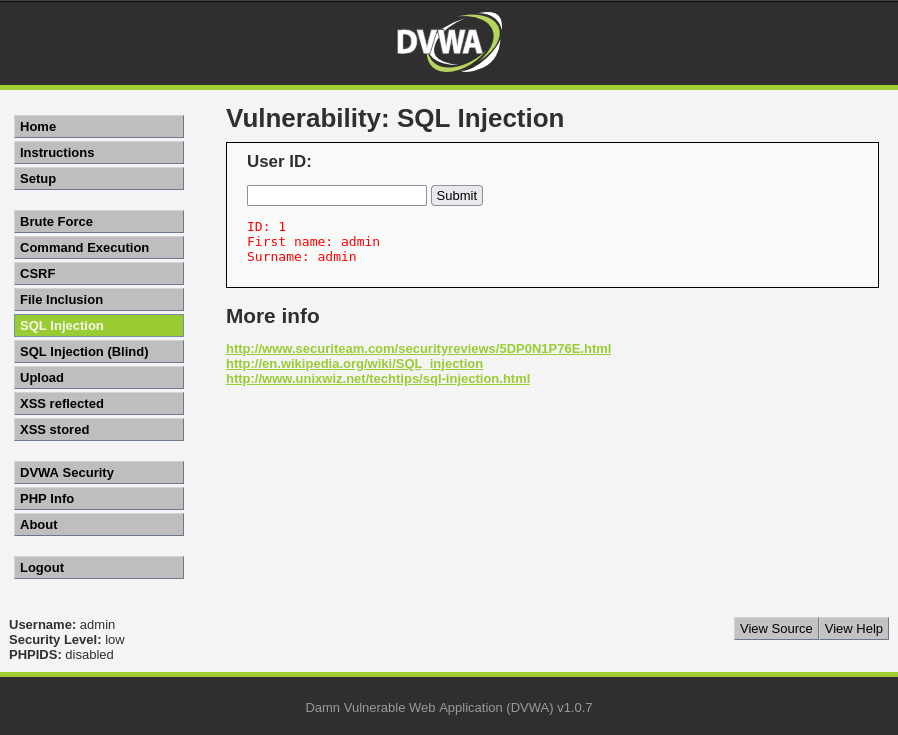 DVWA
Home
Instructions
Setup
Brute Force
Command Execution
CSRF
File Inclusion
SQL Injection
SQL Injection (Blind)
Upload
XSS reflected
XSS stored
DVWA Security
PHP Info
About
Logout
Vulnerability: SQL Injection
User ID:
Submit
ID: 1
First name: admin
Surname: admin
More info
http://www.securiteam.com/securityreviews/5DP0N1P76E.html
http://en.wikipedia.org/wiki/SQL_injection
http://www.unixwiz.net/techtips/sql-injection.html
Username: admin
Security Level: low
PHPIDS: disabled
View Source View Help
Damn Vulnerable Web Application (DVWA) v1.0.7